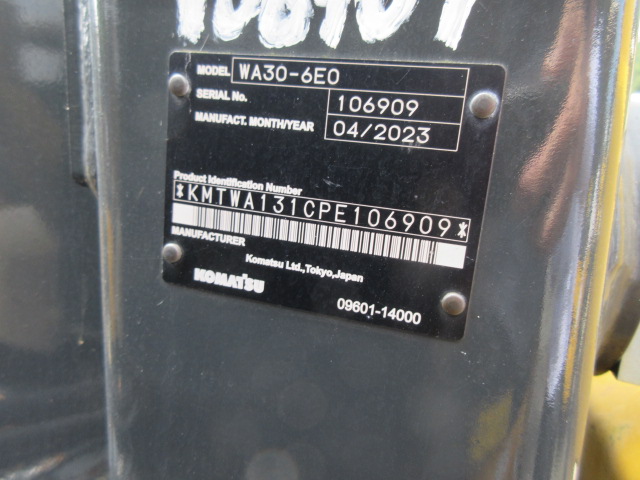 106909
MODEL WA30-6E0
SERIAL No. 106909
MANUFACT. MONTH/YEAR 04/2023
Product Identification Number
*KMTWA131CPE106909*
MANUFACTURER
Komatsu Ltd.,Tokyo,Japan
KOMATSU
09601-14000